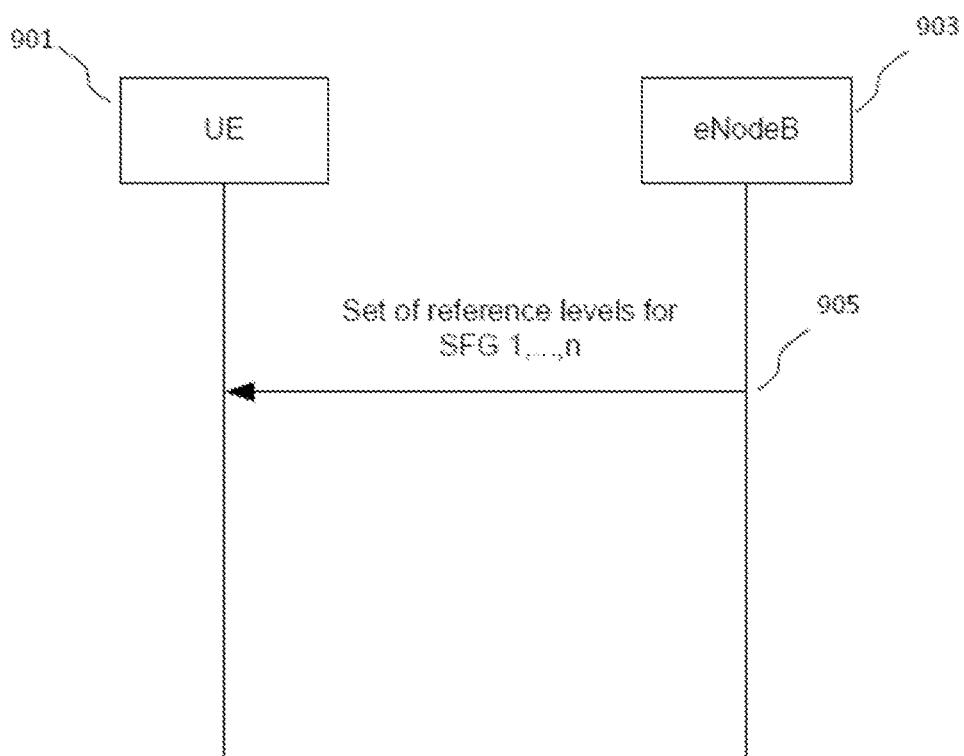 901
903
UE
eNodeB
Set of reference levels for
SFG 1,...,n
905